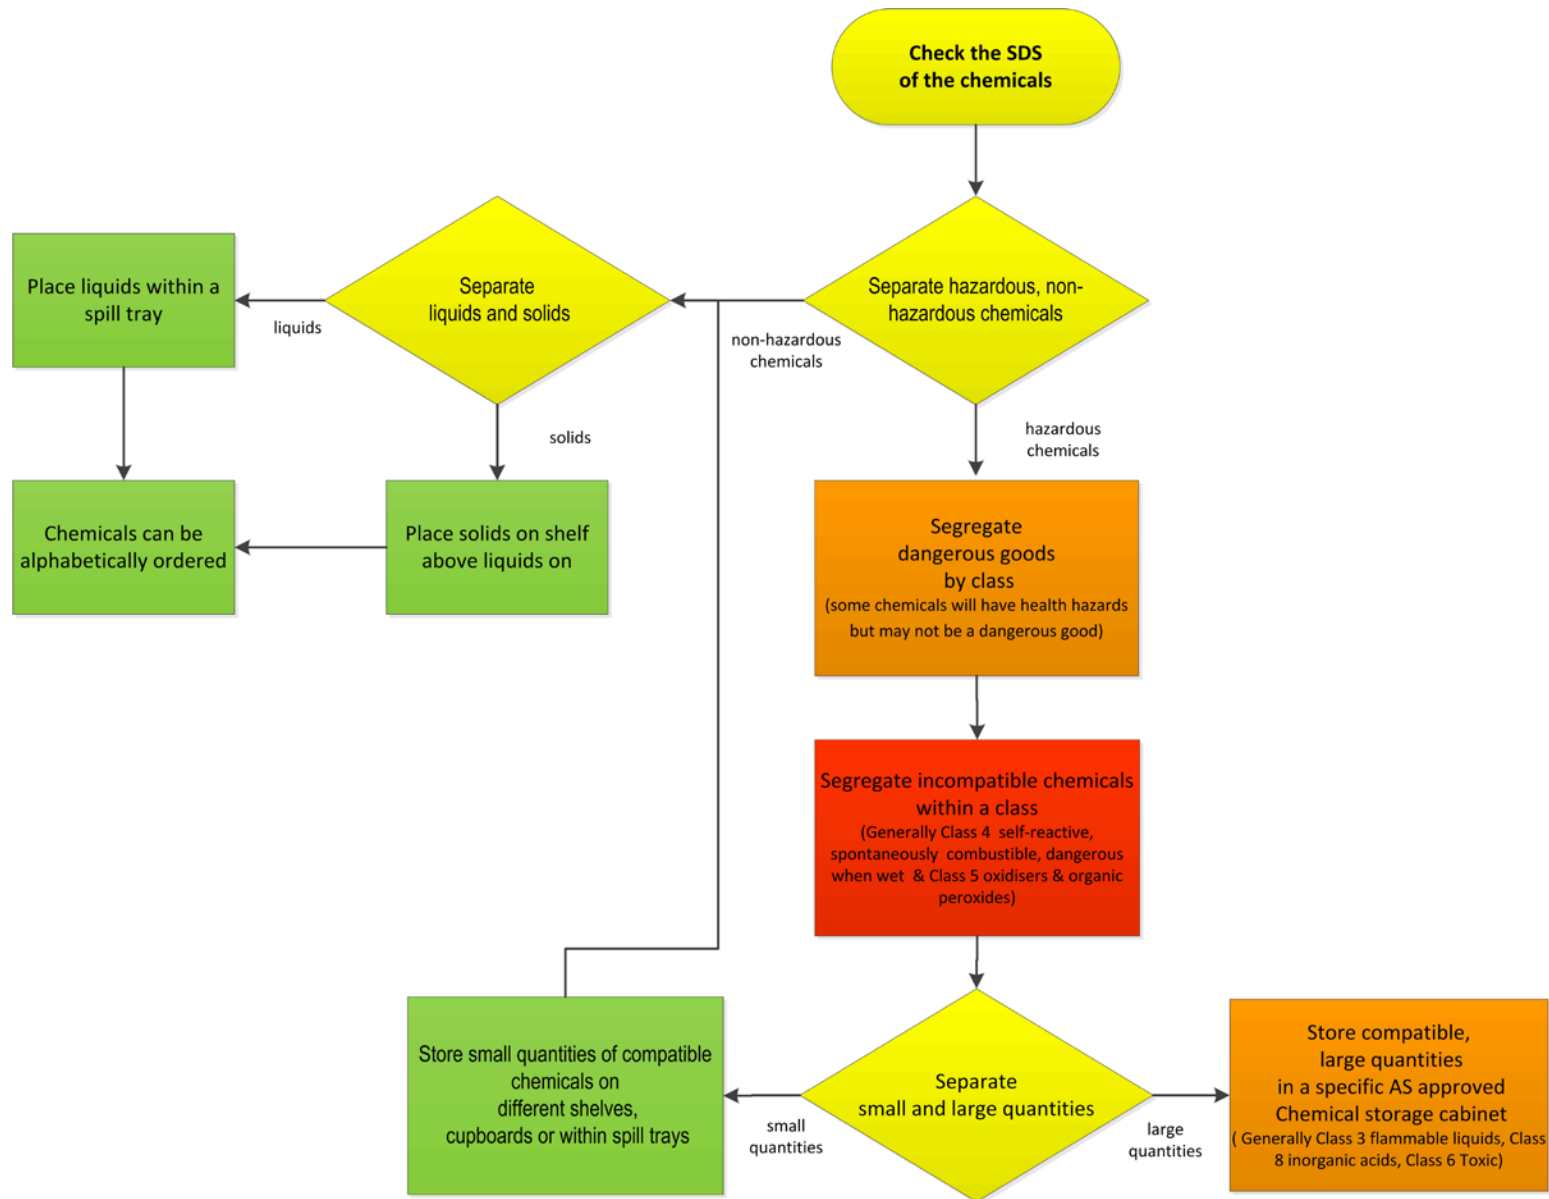 Check the SDS
of the chemicals
Separate hazardous, non-
hazardous chemicals
non-hazardous
chemicals
hazardous
chemicals
Separate
liquids and solids
liquids
solids
Place liquids within a
spill tray
Chemicals can be
alphabetically ordered
Place solids on shelf
above liquids on
Segregate
dangerous goods
by class
(some chemicals will have health hazards
but may not be a dangerous good)
Segregate incompatible chemicals
within a class
(Generally Class 4 self-reactive,
spontaneously combustible, dangerous
when wet & Class 5 oxidisers & organic
peroxides)
Separate
small and large quantities
small
quantities
large
quantities
Store small quantities of compatible
chemicals on
different shelves,
cupboards or within spill trays
Store compatible,
large quantities
in a specific AS approved
Chemical storage cabinet
( Generally Class 3 flammable liquids, Class
8 inorganic acids, Class 6 Toxic)